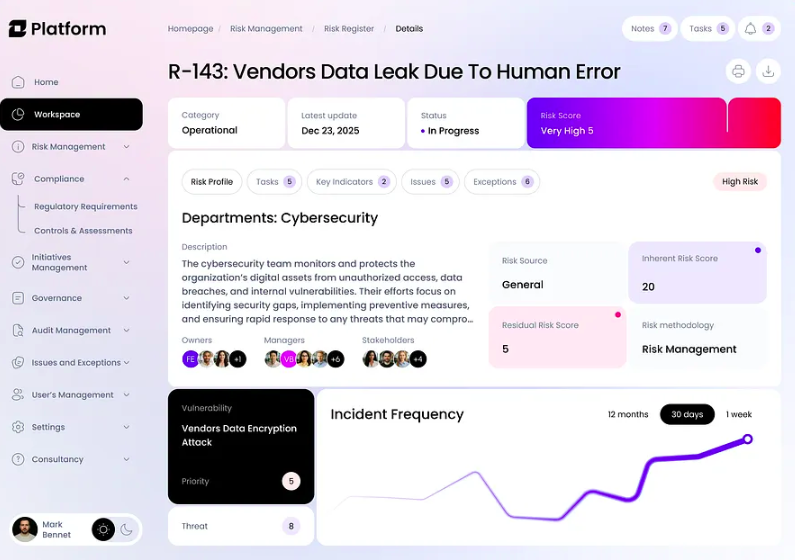 Platform
Homepage / Risk Management / Risk Register / Details
Notes 7
Tasks 5
2
R-143: Vendors Data Leak Due To Human Error
Home
Workspace
Risk Management
Compliance
Regulatory Requirements
Controls & Assessments
Initiatives
Management
Governance
Audit Management
Issues and Exceptions
User's Management
Settings
Consultancy
Mark
Bennet
Category
Operational
Latest update
Dec 23, 2025
Status
• In Progress
Risk Score
Very High 5
Risk Profile
Tasks 5
Key Indicators 2
Issues 5
Exceptions 6
High Risk
Departments: Cybersecurity
Description
The cybersecurity team monitors and protects the
organization's digital assets from unauthorized access, data
breaches, and internal vulnerabilities. Their efforts focus on
identifying security gaps, implementing preventive measures,
and ensuring rapid response to any threats that may compro...
Owners
FE
+1
Managers
VB
+6
Stakeholders
+4
Risk Source
General
Inherent Risk Score
20
Residual Risk Score
5
Risk methodology
Risk Management
Vulnerability
Vendors Data Encryption
Attack
Priority 5
Threat 8
Incident Frequency
12 months
30 days
1 week